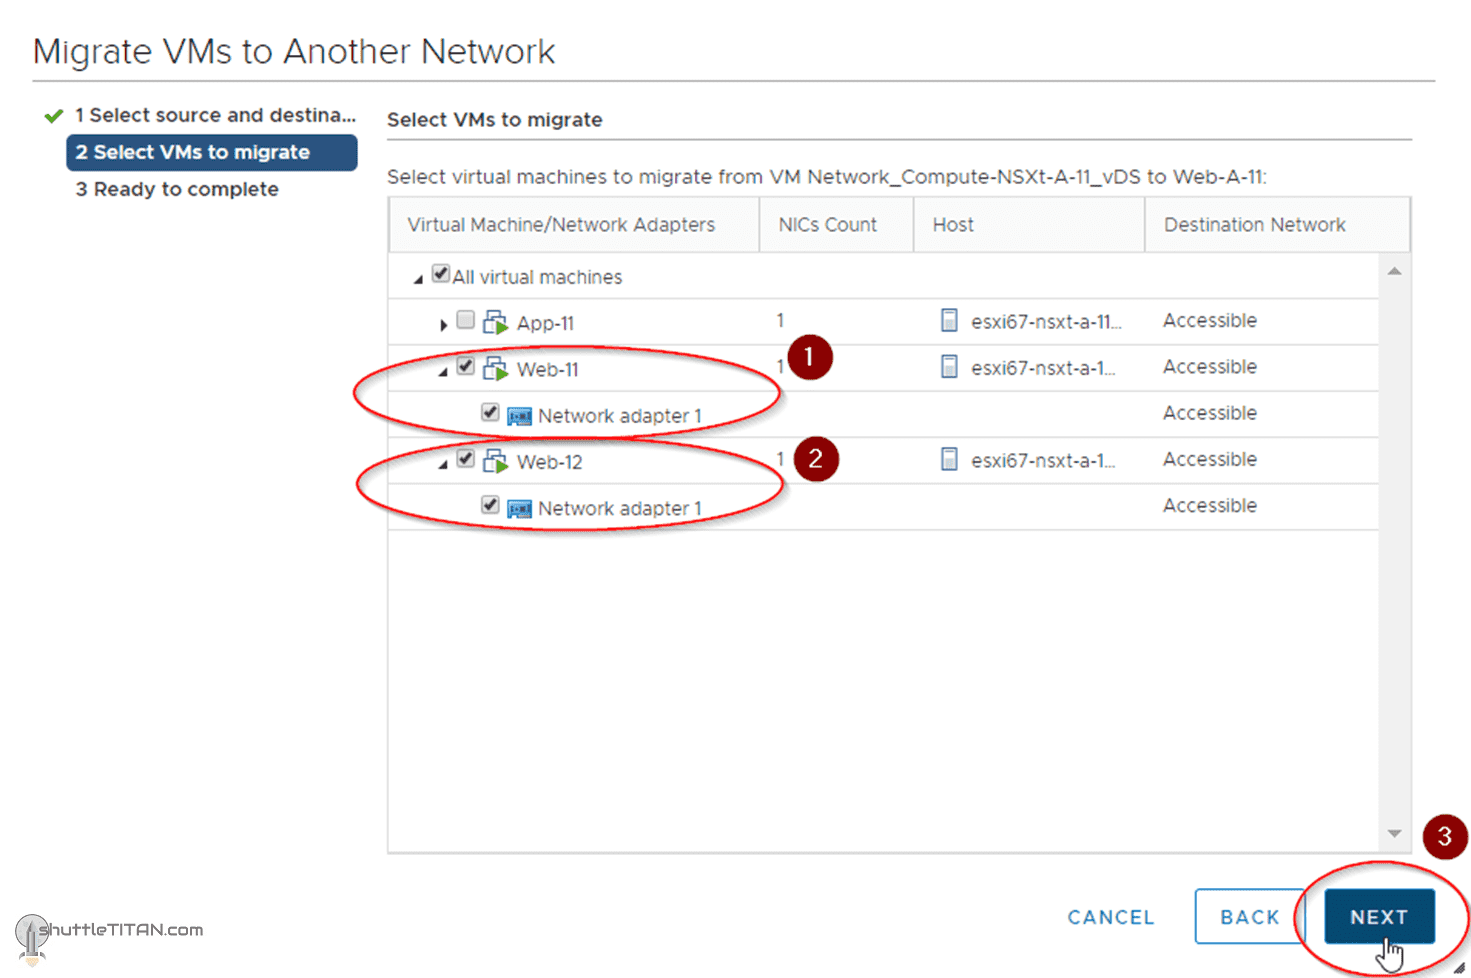 Migrate VMs to Another Network
1 Select source and destina...
2 Select VMs to migrate
3 Ready to complete
Select VMs to migrate
Select virtual machines to migrate from VM Network_Compute-NSXt-A-11_vDS to Web-A-11:
Virtual Machine/Network Adapters NICs Count Host Destination Network
All virtual machines
App-11 1 esxi67-nsxt-a-11... Accessible
Web-11 1 esxi67-nsxt-a-1... Accessible
1
Network adapter 1 Accessible
Web-12 1 esxi67-nsxt-a-1... Accessible
2
Network adapter 1 Accessible
3
CANCEL BACK NEXT
shuttleTITAN.com